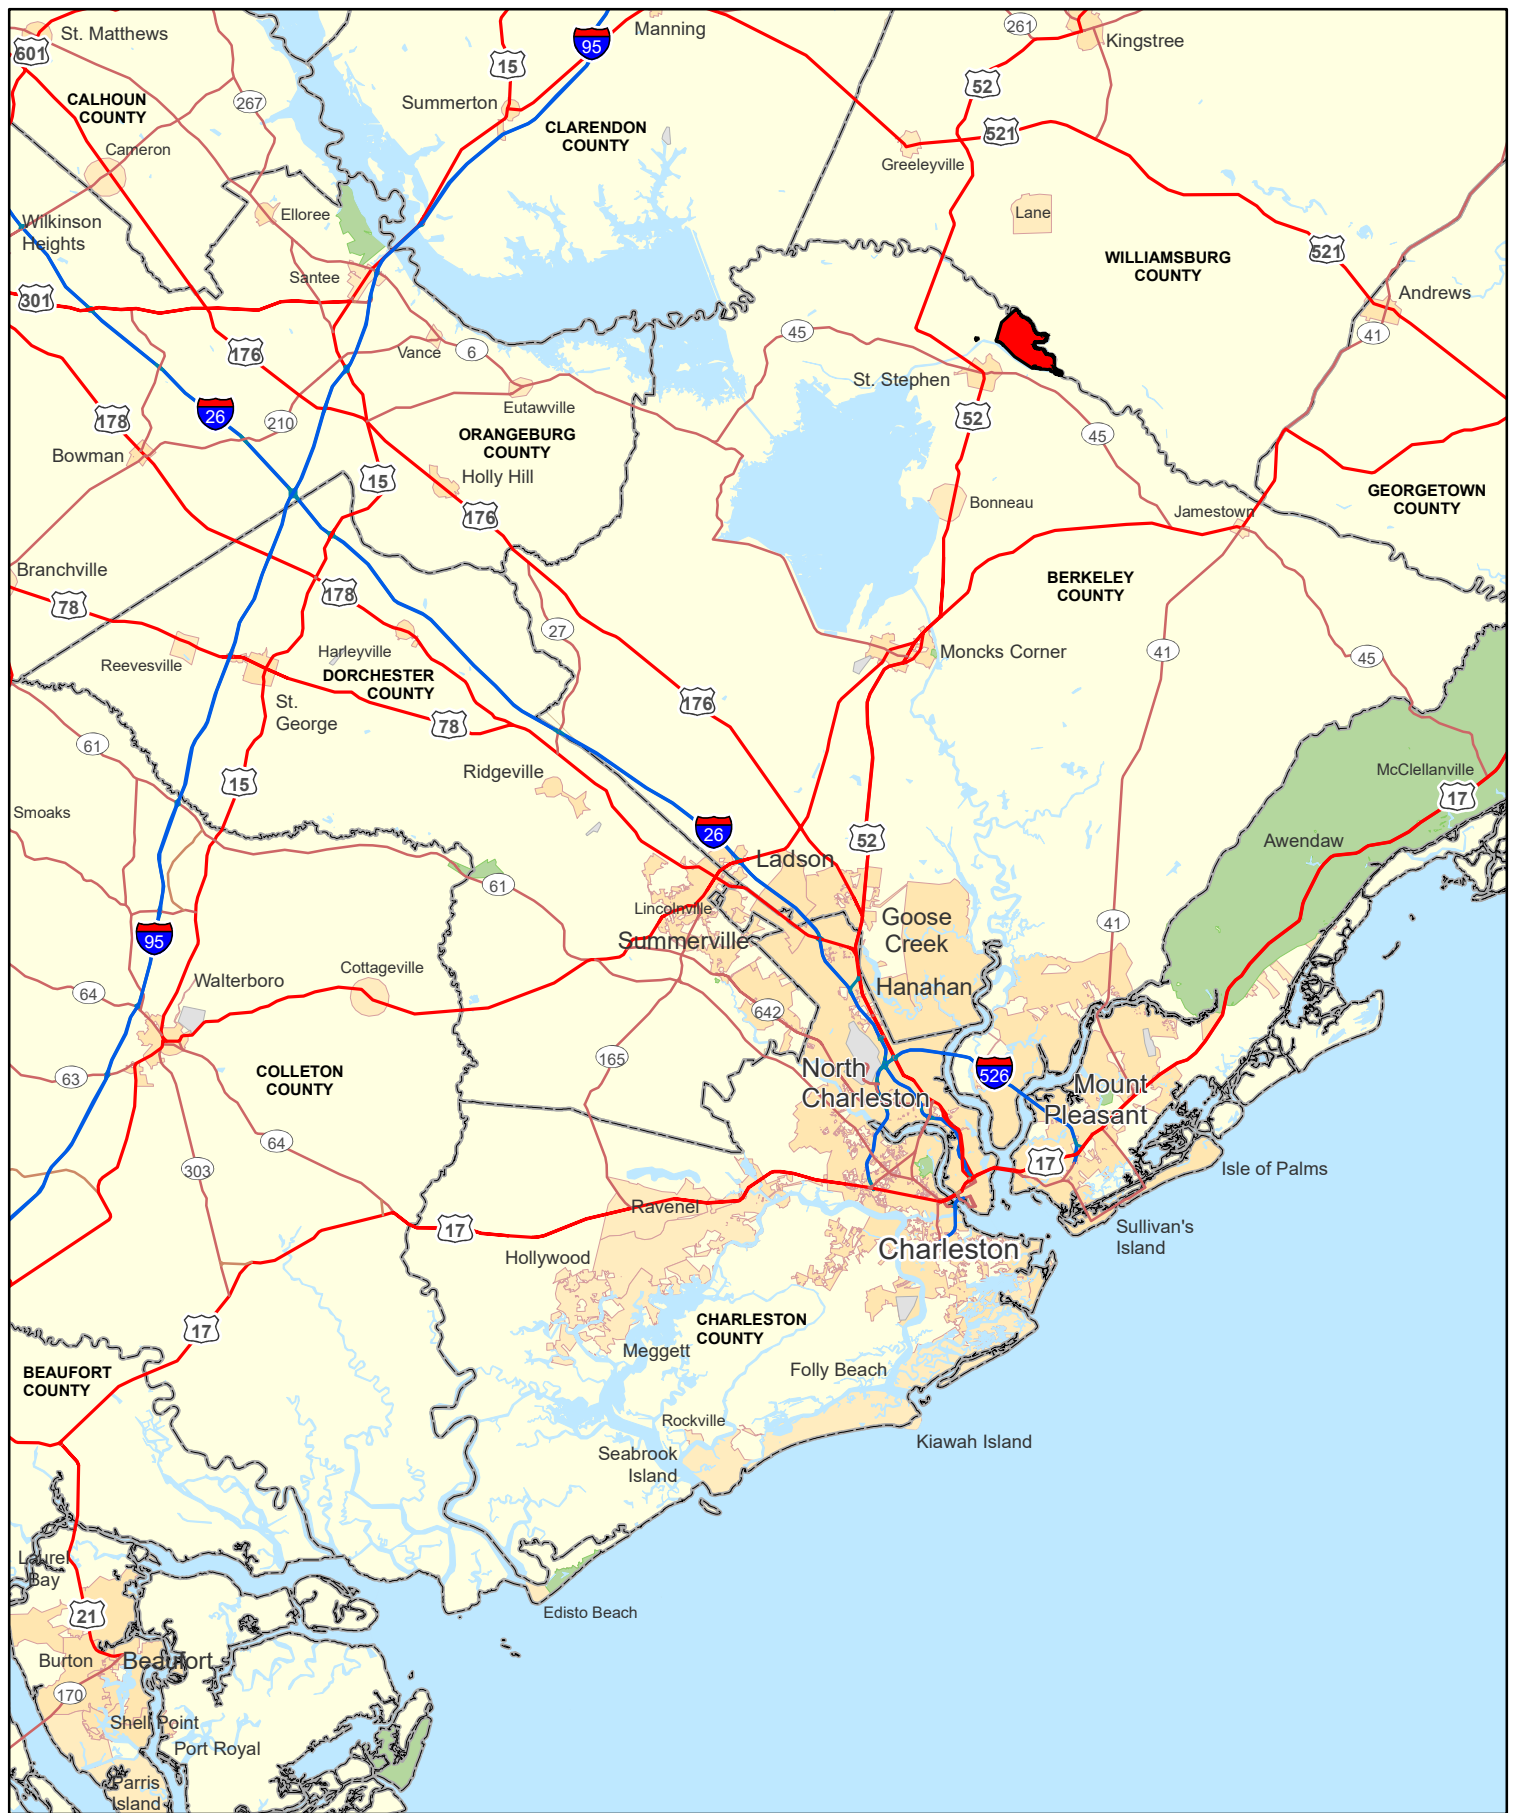 St. Matthews
601
CALHOUN
COUNTY
267
Cameron
15
95
Manning
Summerton
CLARENDON
COUNTY
261
Kingstree
52
521
Greeleyville
Lane
Wilkinson
Heights
Elloree
Santee
301
WILLIAMSBURG
COUNTY
521
Andrews
41
176
Vance
6
45
St. Stephen
178
26
210
Eutawville
ORANGEBURG
COUNTY
52
45
Bowman
15
Holly Hill
176
Bonneau
GEORGETOWN
COUNTY
Jamestown
Branchville
78
178
BERKELEY
COUNTY
27
Reevesville
Harleyville
DORCHESTER
COUNTY
Moncks Corner
41
45
St.
George
176
78
61
15
Ridgeville
McClellanville
17
Smoaks
26
52
Awendaw
Ladson
61
Lincolnville
Summerville
Goose
Creek
41
95
Walterboro
Cottageville
Hanahan
64
642
165
North
Charleston
526
Mount
Pleasant
63
COLLETON
COUNTY
64
303
17
Isle of Palms
Ravenel
17
Hollywood
Charleston
Sullivan's
Island
17
CHARLESTON
COUNTY
Meggett
Folly Beach
BEAUFORT
COUNTY
Rockville
Seabrook
Island
Kiawah Island
Laurel
Bay
21
Edisto Beach
Burton
Beaufort
170
Shell Point
Port Royal
Parris
Island